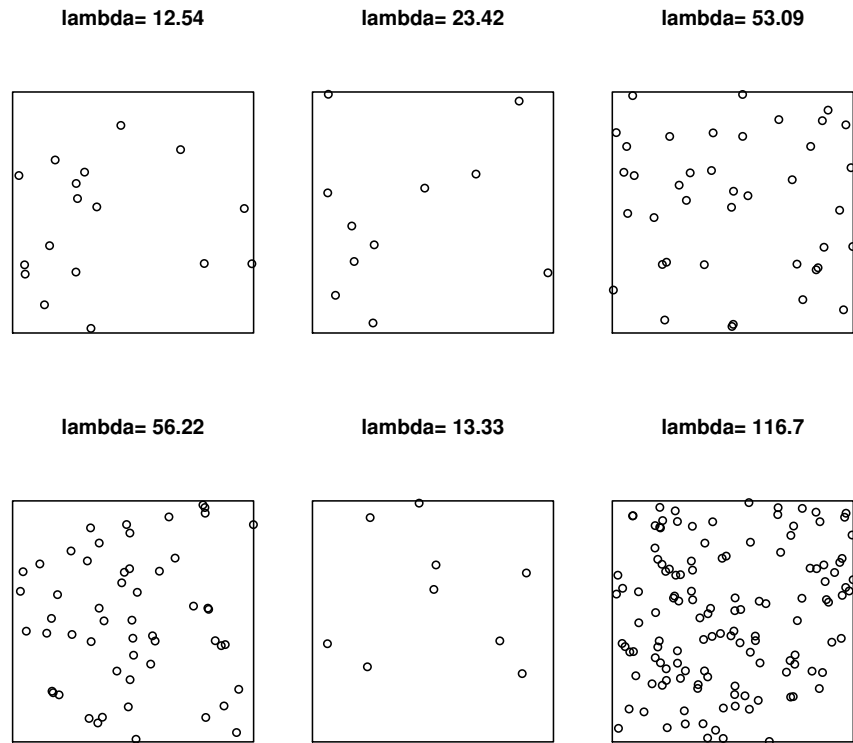 lambda= 12.54
lambda= 23.42
lambda= 53.09
lambda= 56.22
lambda= 13.33
lambda= 116.7